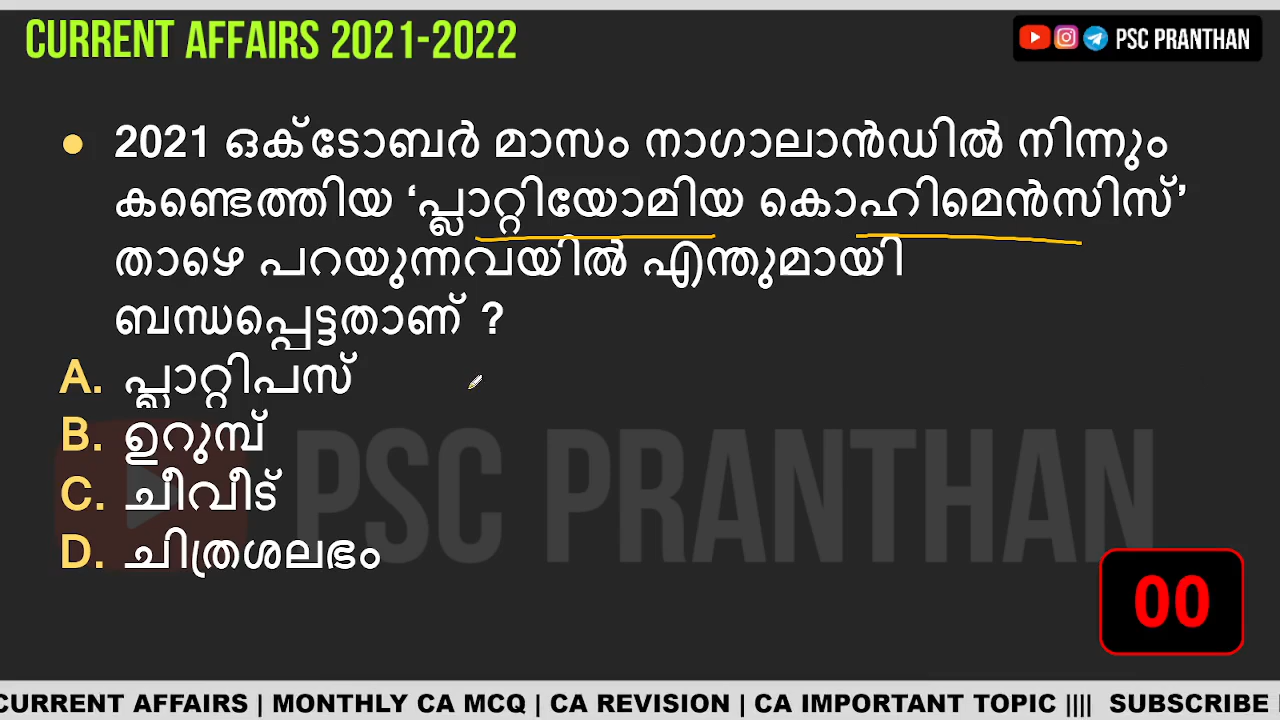 CURRENT AFFAIRS 2021-2022
PSC PRANTHAN
• 2021 ഒക്ടോബർ മാസം നാഗാലാൻഡിൽ നിന്നും
കണ്ടെത്തിയ ‘പ്ലാറ്റിയോമിയ കൊഹിമെൻസിസ്’
താഴെ പറയുന്നവയിൽ എന്തുമായി
ബന്ധപ്പെട്ടതാണ് ?
A. പ്ലാറ്റിപസ്
B. ഉറുമ്പ്
C. ചീവീട്
D. ചിത്രശലഭം
PSC PRANTHAN
00
CURRENT AFFAIRS | MONTHLY CA MCQ | CA REVISION | CA IMPORTANT TOPIC |||| SUBSCRIBE